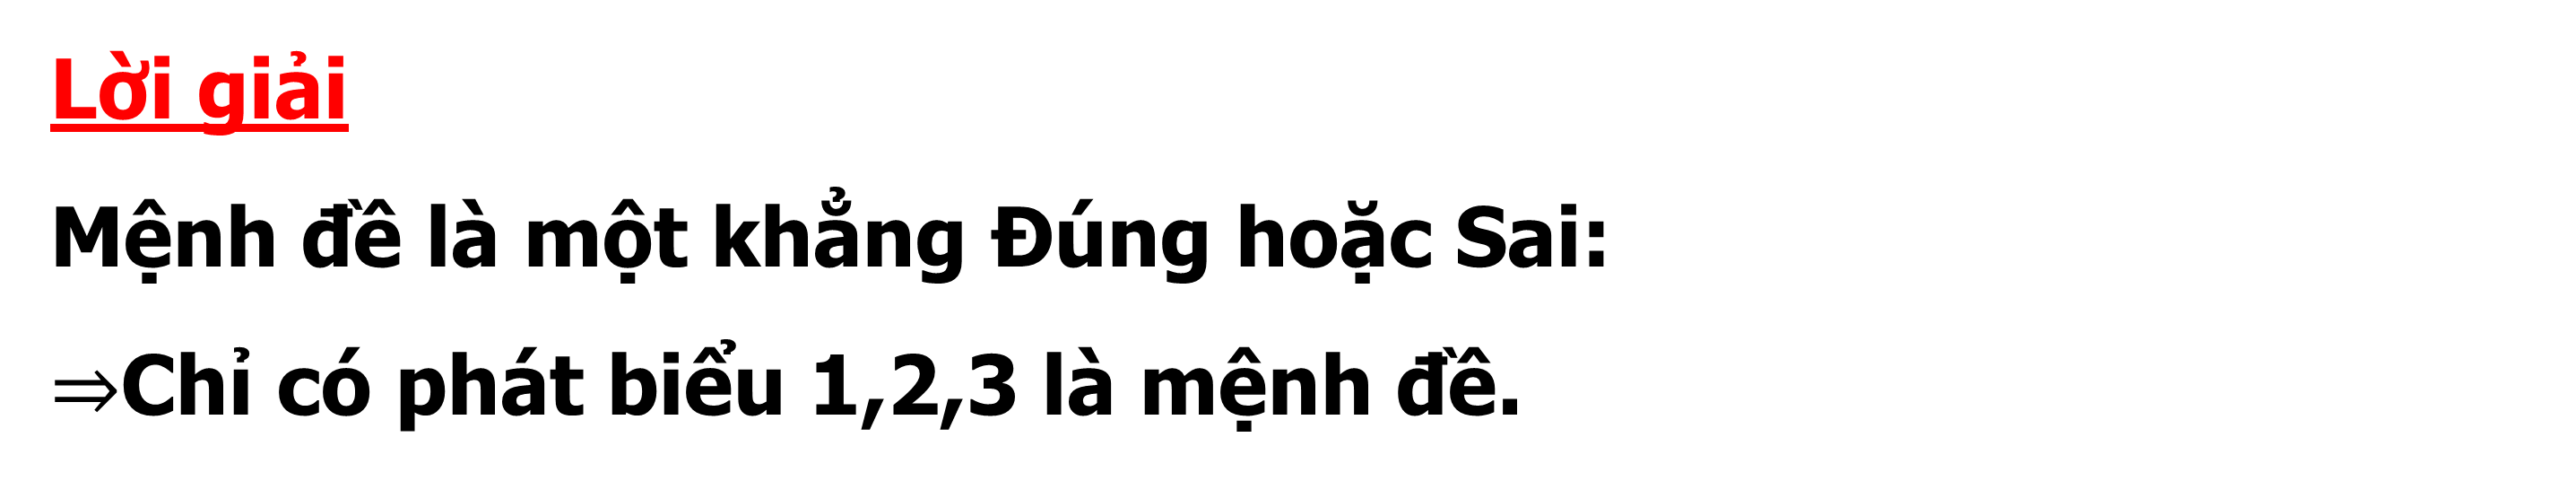 Lời giải
Mệnh đề là một khẳng Đúng hoặc Sai:
⇒Chỉ có phát biểu 1,2,3 là mệnh đề.